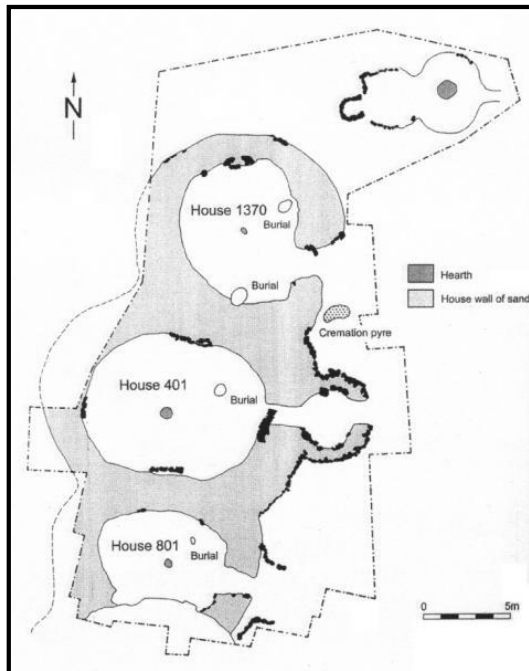 N
House 1370
Burial
Burial
Hearth
House wall of sand
Cremation pyre
House 401
Burial
House 801
Burial
0 5m